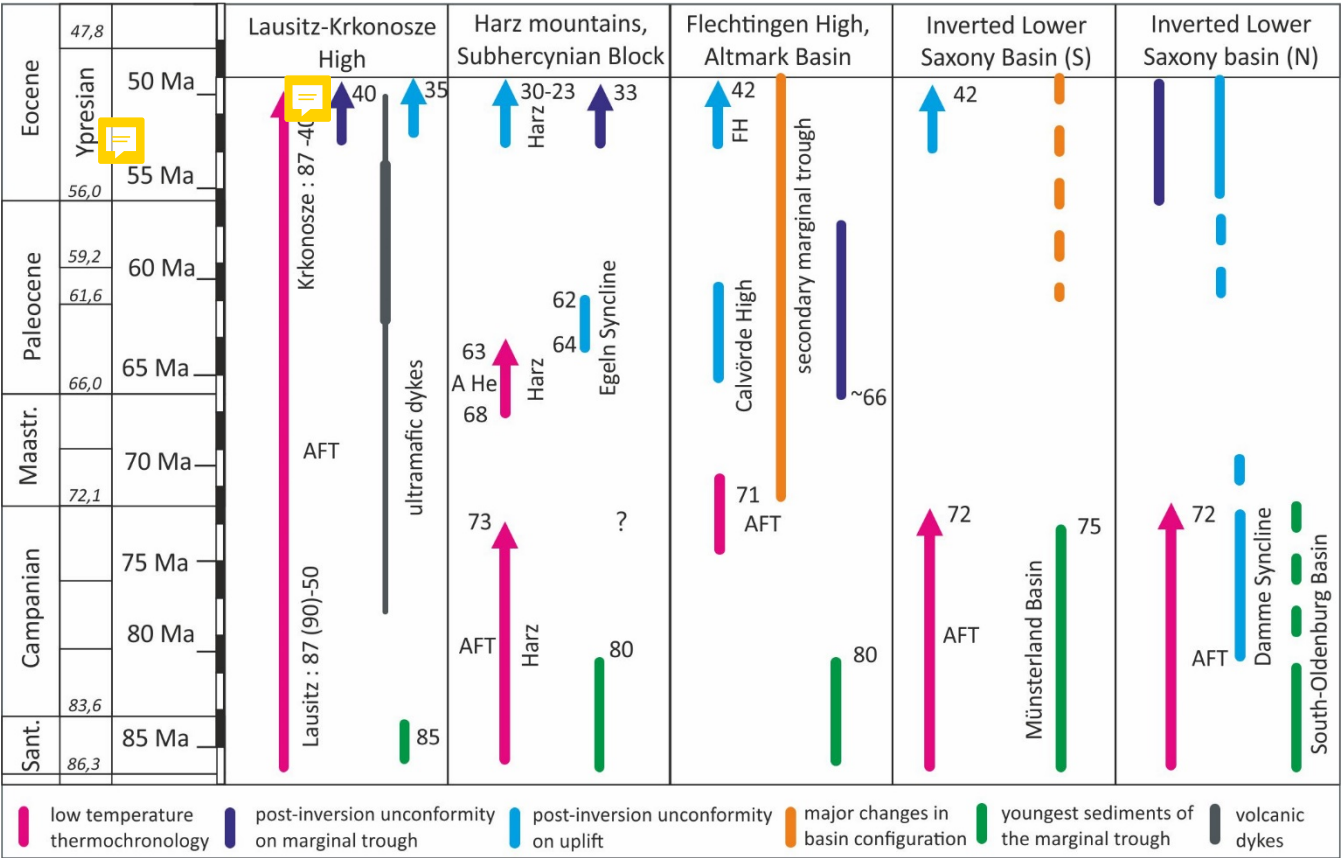 Lausitz-Krkonosze
High
Harz mountains,
Subhercynian Block
Flechtingen High,
Altmark Basin
Inverted Lower
Saxony Basin (S)
Inverted Lower
Saxony basin (N)
Eocene
Paleocene
Maastr.
Campanian
Sant.
Ypresian
47,8
56,0
59,2
61,6
66,0
72,1
83,6
86,3
50 Ma
55 Ma
60 Ma
65 Ma
70 Ma
75 Ma
80 Ma
85 Ma
Krkonosze : 87 -40
Lausitz : 87 (90)-50
AFT
40
35
ultramafic dykes
85
30-23
Harz
33
62
64
Egeln Syncline
63
A He
68
Harz
73
AFT
Harz
?
80
42
FH
secondary marginal trough
Calvörde High
~66
71
AFT
80
42
72
AFT
Münsterland Basin
75
72
AFT
Damme Syncline
South-Oldenburg Basin
low temperature
thermochronology
post-inversion unconformity
on marginal trough
post-inversion unconformity
on uplift
major changes in
basin configuration
youngest sediments of
the marginal trough
volcanic
dykes